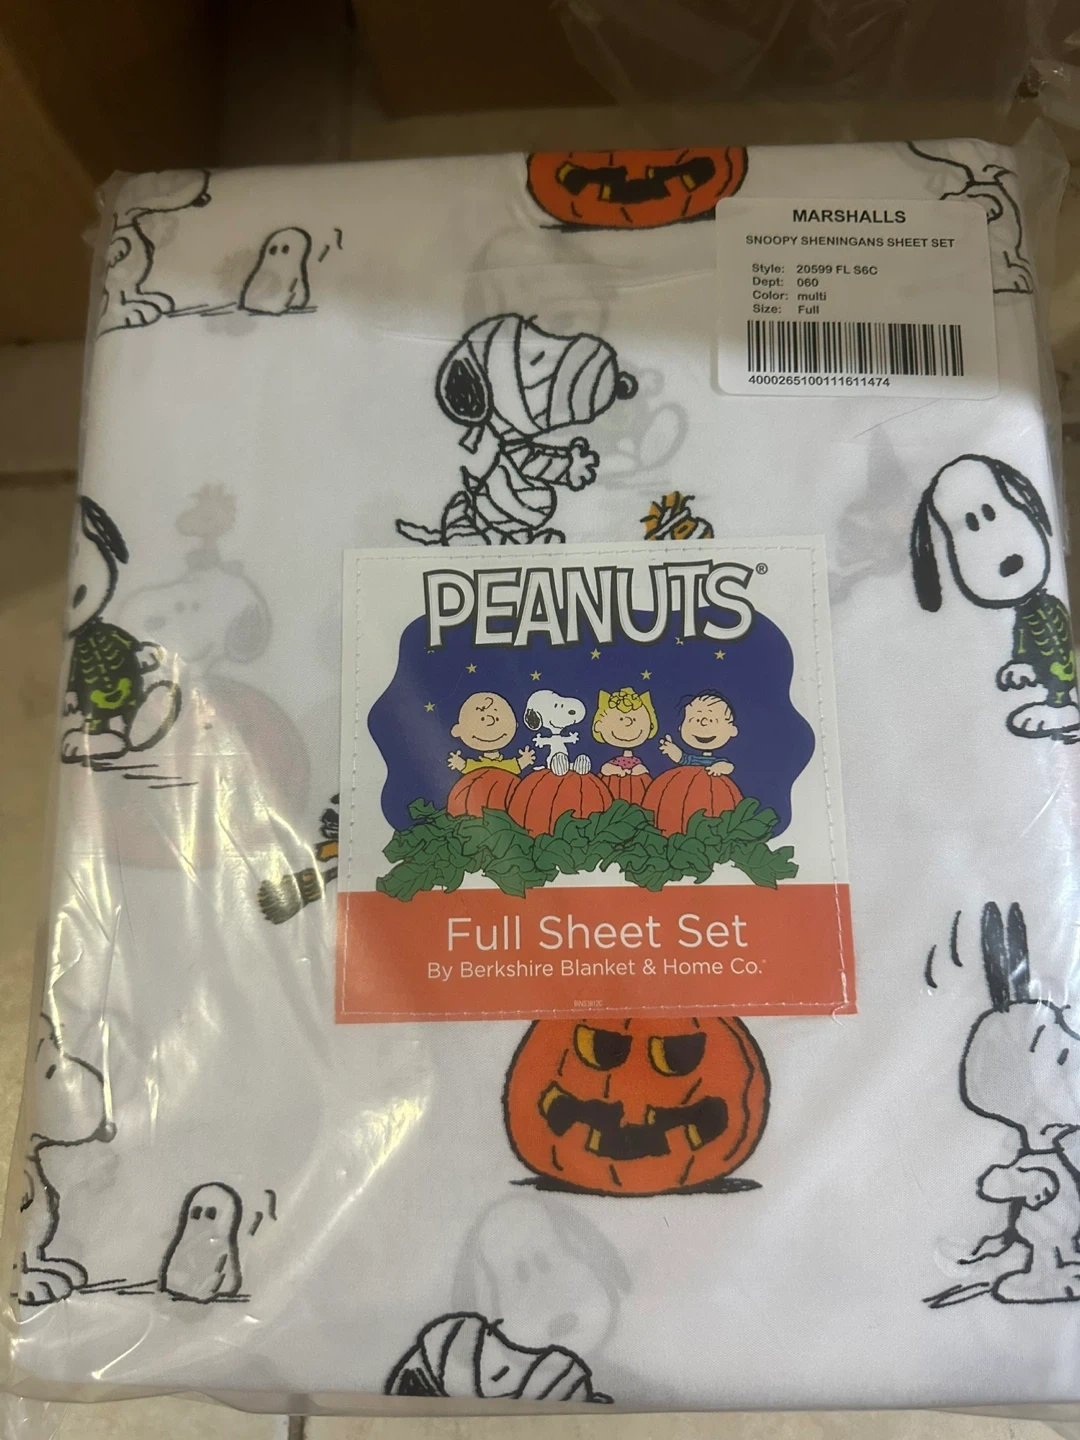 MARSHALLS
SNOOPY SHENINGANS SHEET SET
Style: 20599 FL S6C
Dept: 060
Color: multi
Size: Full
4000265100111611474
PEANUTS®
Full Sheet Set
By Berkshire Blanket & Home Co.